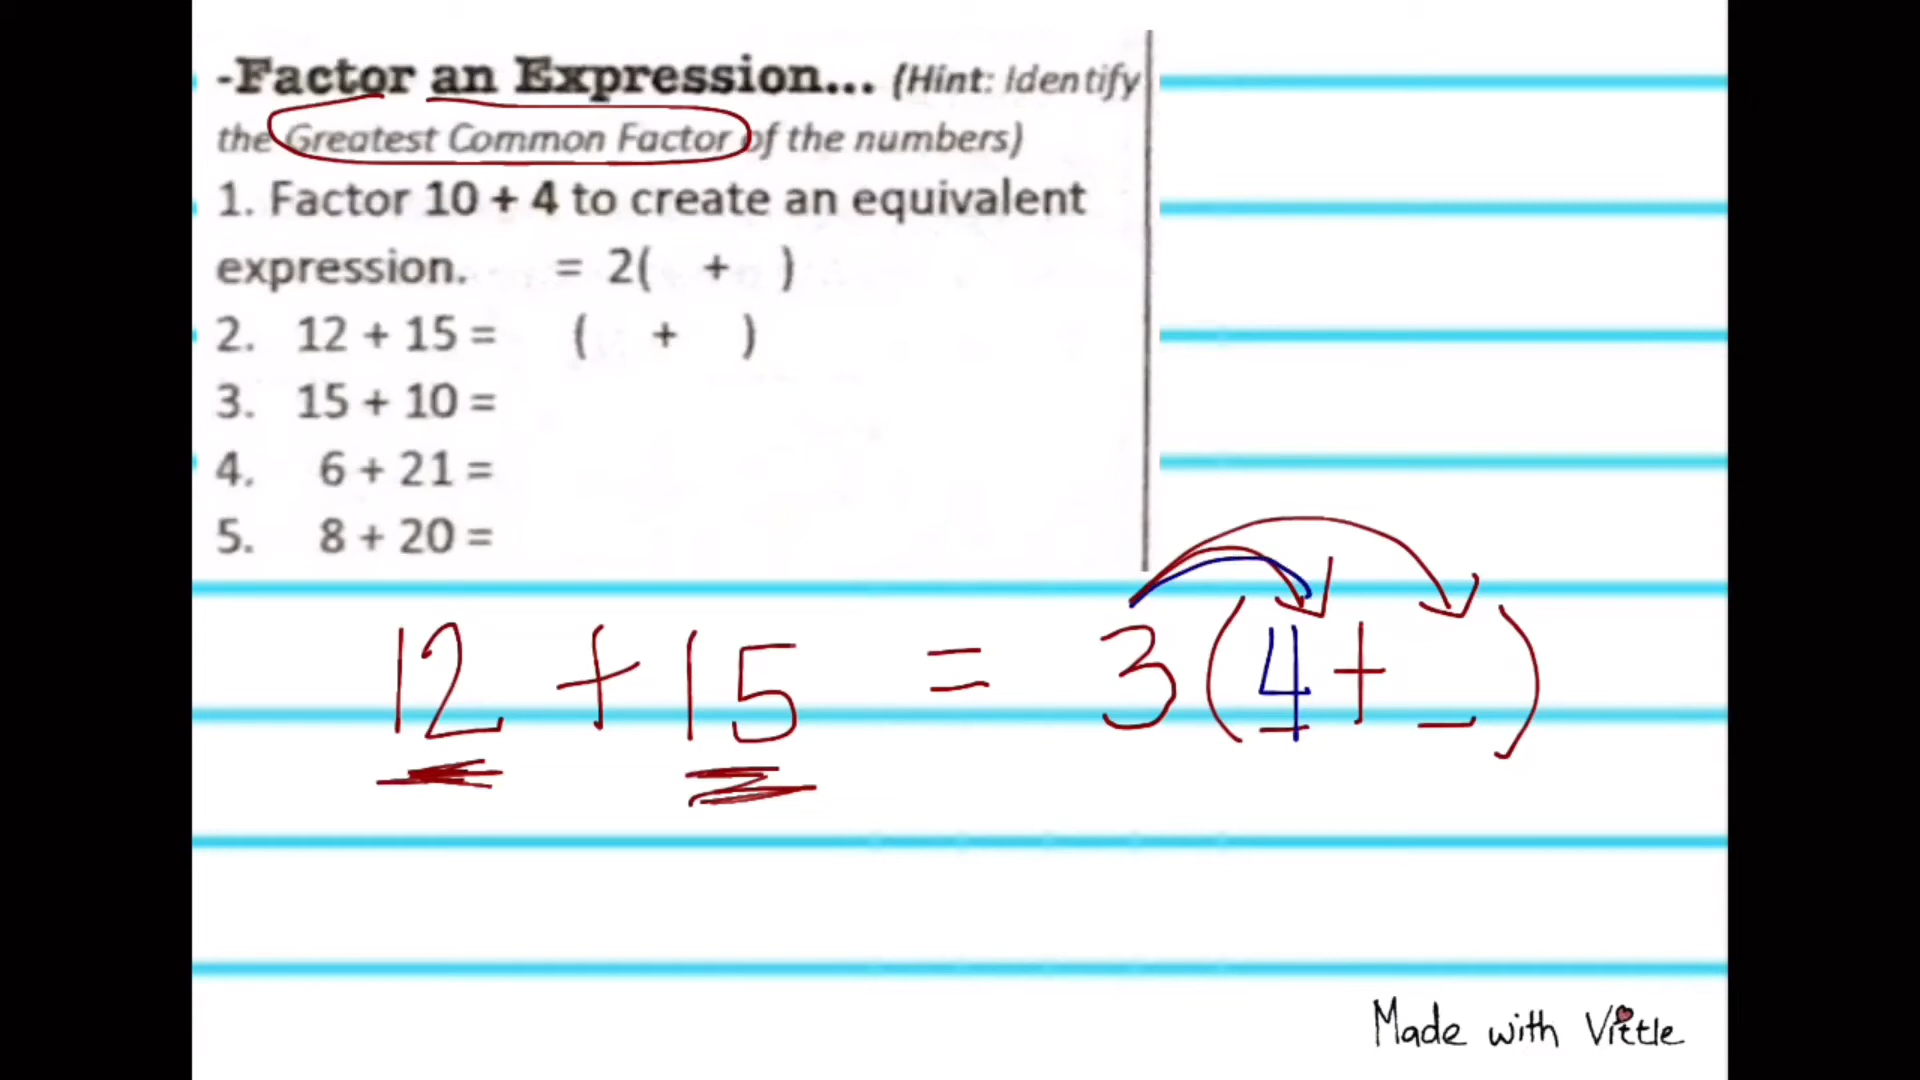 -Factor an Expression... (Hint: Identify
the Greatest Common Factor of the numbers)
1. Factor 10 + 4 to create an equivalent
expression. = 2( + )
2. 12 + 15 = ( + )
3. 15 + 10 =
4. 6 + 21 =
5. 8 + 20 =
12 + 15 = 3(4+_)
Made with Vittle